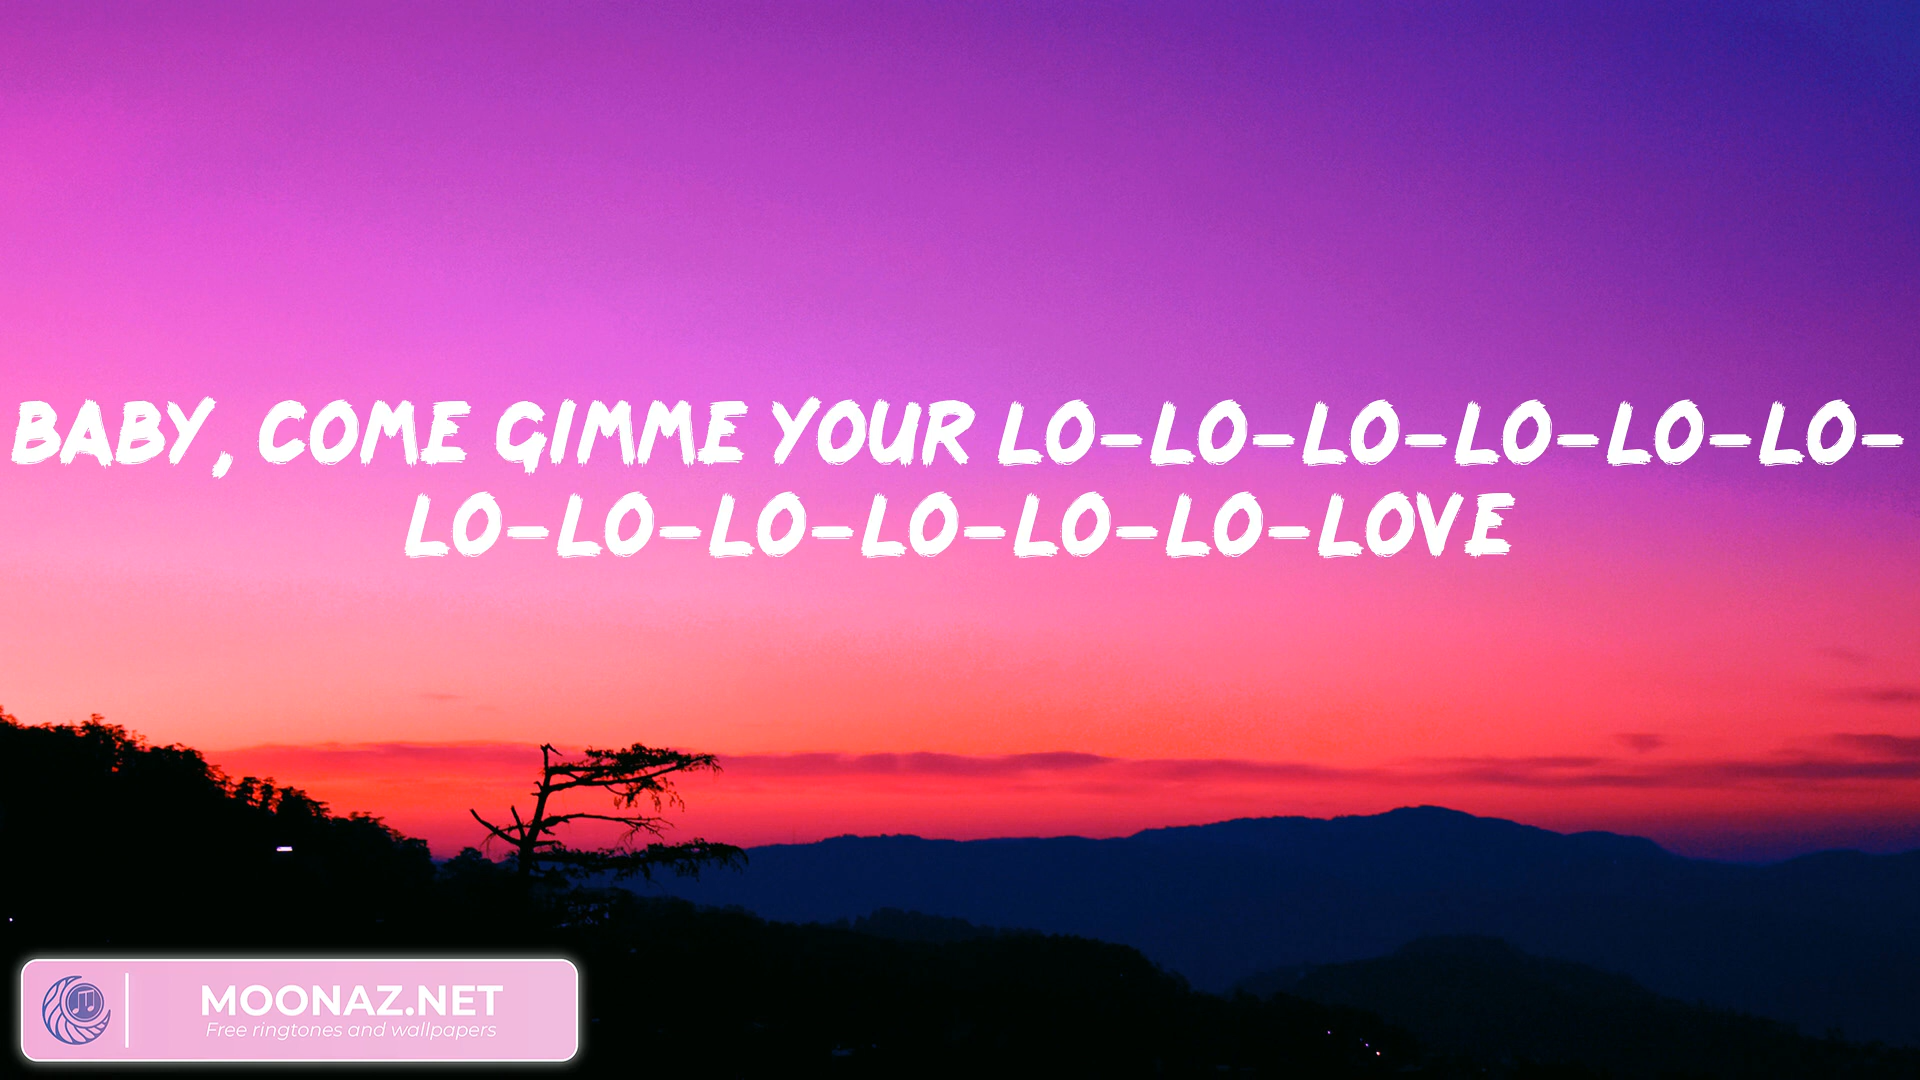 BABY, COME GIMME YOUR LO-LO-LO-LO-LO-LO-
LO-LO-LO-LO-LO-LO-LOVE
MOONAZ.NET
Free ringtones and wallpapers